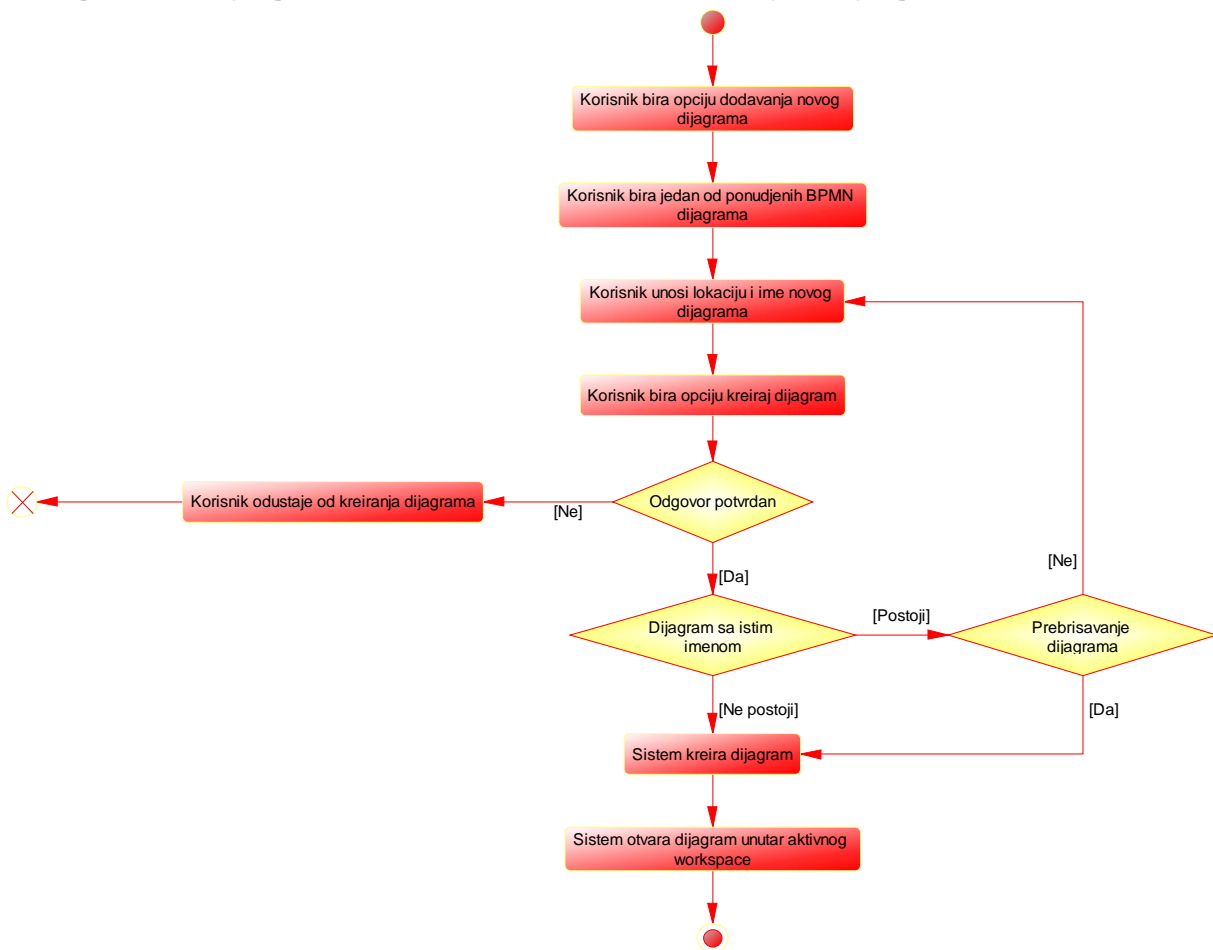 Korisnik bira opciju dodavanja novog
dijagrama
Korisnik bira jedan od ponudjenih BPMN
dijagrama
Korisnik unosi lokaciju i ime novog
dijagrama
Korisnik bira opciju kreiraj dijagram
Korisnik odustaje od kreiranja dijagrama
[Ne]
Odgovor potvrdan
[Da]
[Ne]
Dijagram sa istim
imenom
[Postoji]
Prebrisavanje
dijagrama
[Ne postoji]
[Da]
Sistem kreira dijagram
Sistem otvara dijagram unutar aktivnog
workspace